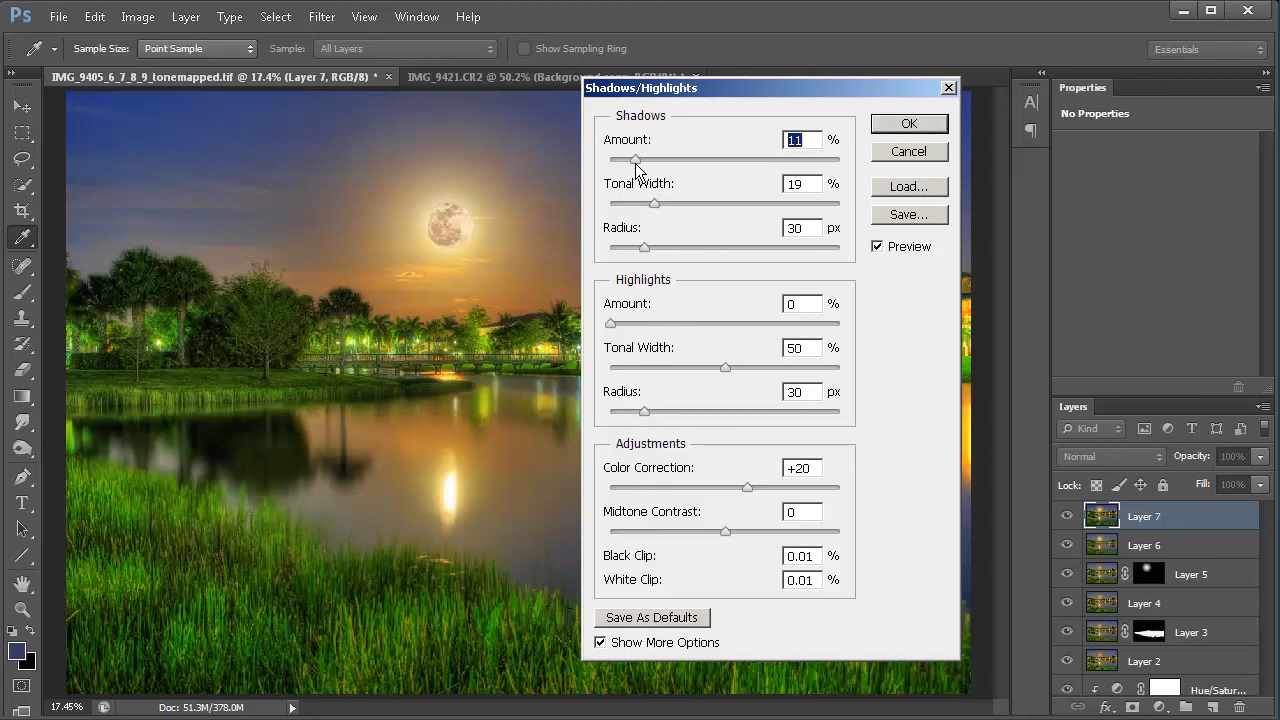 Ps File Edit Image Layer Type Select Filter View Window Help
Sample Size: Point Sample Sample: All Layers Show Sampling Ring Essentials
IMG_9405_6_7_8_9_tonemapped.tif @ 17.4% (Layer 7, RGB/8) * × IMG_9421.CR2 @ 50.2% (Background
Shadows/Highlights
Shadows
Amount: 11 %
Tonal Width: 19 %
Radius: 30 px
Highlights
Amount: 0 %
Tonal Width: 50 %
Radius: 30 px
Adjustments
Color Correction: +20
Midtone Contrast: 0
Black Clip: 0.01 %
White Clip: 0.01 %
Save As Defaults
Show More Options
OK
Cancel
Load...
Save...
Preview
Properties
No Properties
Layers
Kind
Normal Opacity: 100%
Lock: Fill: 100%
Layer 7
Layer 6
Layer 5
Layer 4
Layer 3
Layer 2
Hue/Satur...
17.45% Doc: 51.3M/378.0M